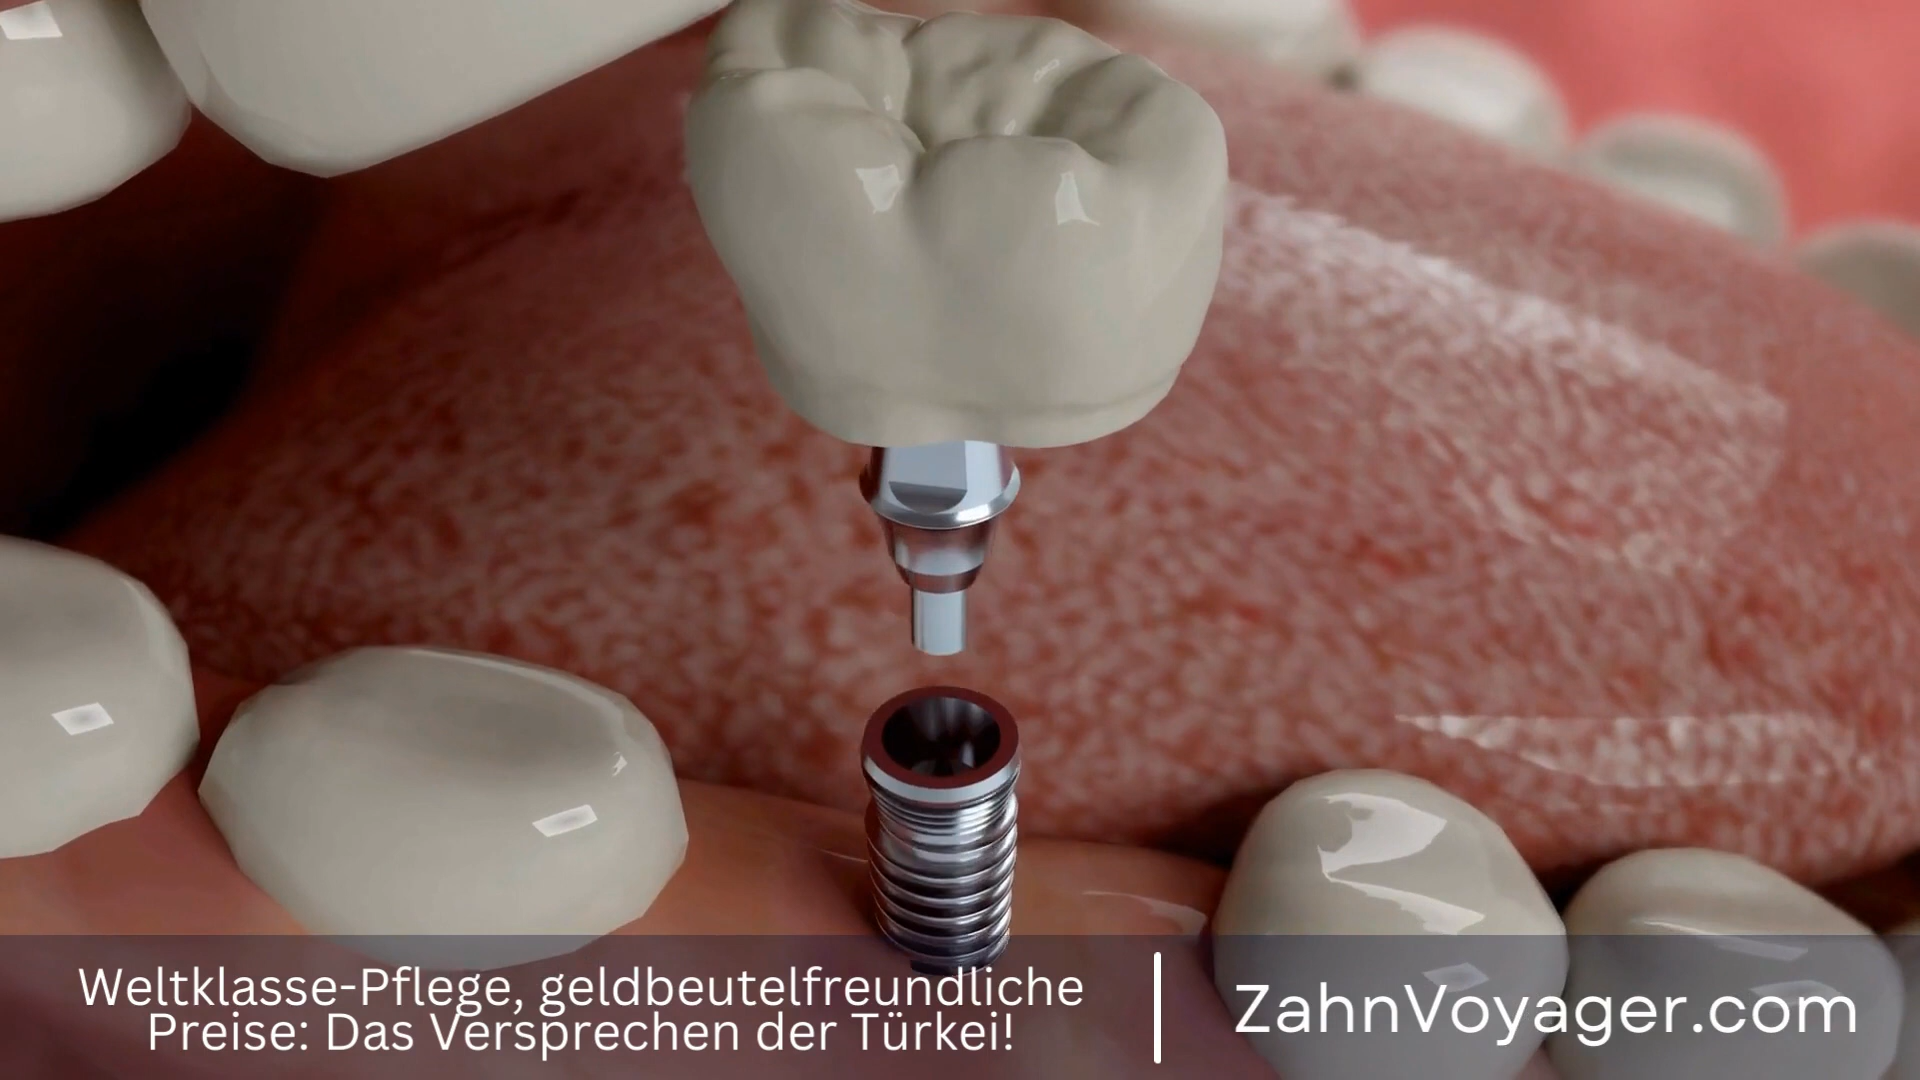 Weltklasse-Pflege, geldbeutelfreundliche
Preise: Das Versprechen der Türkei!
ZahnVoyager.com